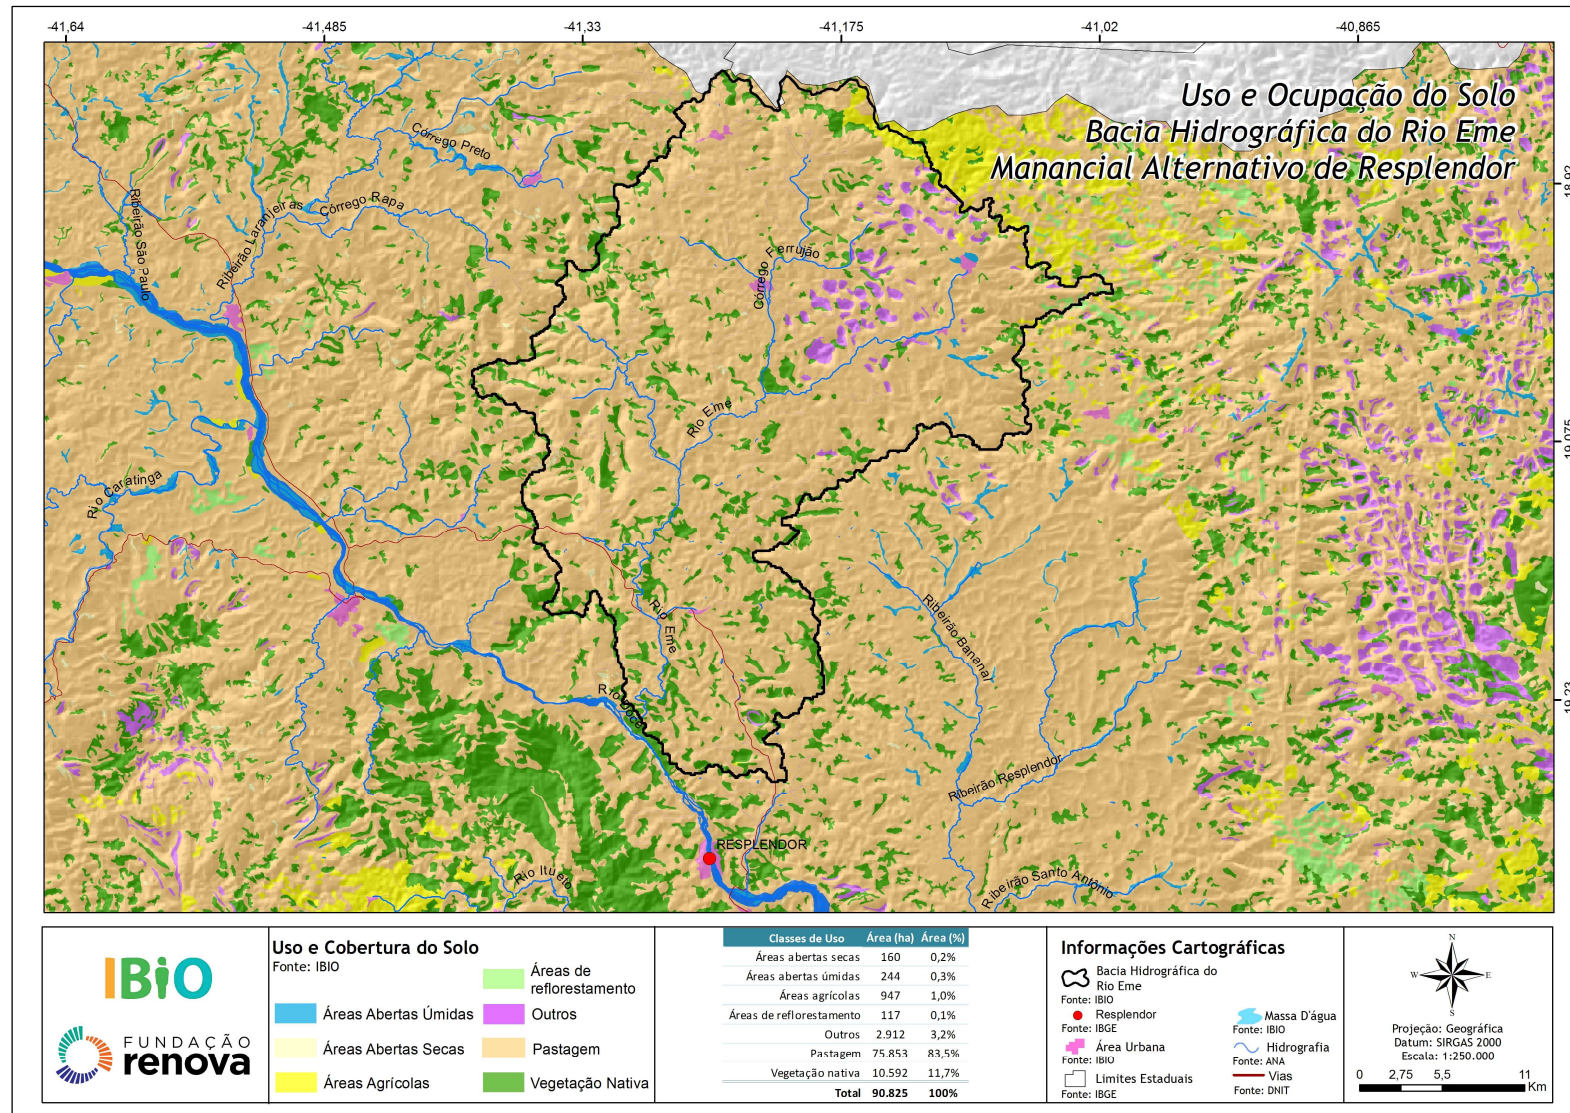 -41,64 -41,485 -41,33 -41,175 -41,02 -40,865
Uso e Ocupação do Solo
Bacia Hidrográfica do Rio Eme
Manancial Alternativo de Resplendor
Córrego Preto
Córrego Rapa
Ribeirão Laranjeiras
Ribeirão São Paulo
Córrego Ferrujão
Rio Eme
Rio Caratinga
Rio Eme
Rio Doce
Ribeirão Bananal
Ribeirão Resplendor
RESPLENDOR
Rio Itueto
Ribeirão Santo Antônio
19,075
19,23
IBiO
FUNDAÇÃO
renova
Uso e Cobertura do Solo
Fonte: IBIO
Áreas Abertas Úmidas
Áreas Abertas Secas
Áreas Agrícolas
Áreas de
reflorestamento
Outros
Pastagem
Vegetação Nativa
Classes de Uso Área (ha) Área (%)
Áreas abertas secas 160 0,2%
Áreas abertas úmidas 244 0,3%
Áreas agrícolas 947 1,0%
Áreas de reflorestamento 117 0,1%
Outros 2.912 3,2%
Pastagem 75.853 83,5%
Vegetação nativa 10.592 11,7%
Total 90.825 100%
Informações Cartográficas
Bacia Hidrográfica do
Rio Eme
Fonte: IBIO
Resplendor
Fonte: IBGE
Área Urbana
Fonte: IBIO
Limites Estaduais
Fonte: IBGE
Massa D'água
Fonte: IBIO
Hidrografia
Fonte: ANA
Vias
Fonte: DNIT
N
W E
S
Projeção: Geográfica
Datum: SIRGAS 2000
Escala: 1:250.000
0 2,75 5,5 11
Km